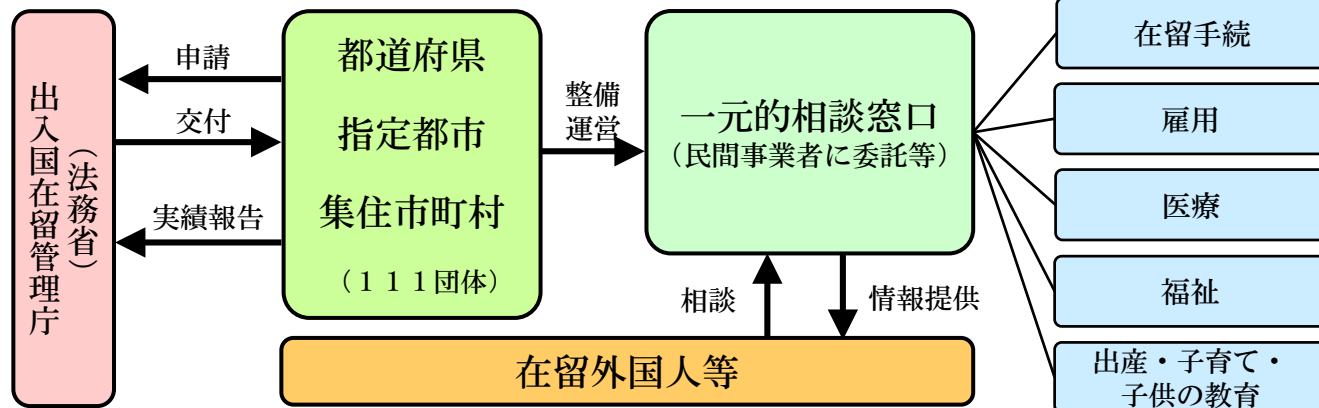 出入国在留管理庁
（法務省）
申請
交付
実績報告
都道府県
指定都市
集住市町村
（１１１団体）
整備
運営
一元的相談窓口
（民間事業者に委託等）
相談
情報提供
在留外国人等
在留手続
雇用
医療
福祉
出産・子育て・
子供の教育